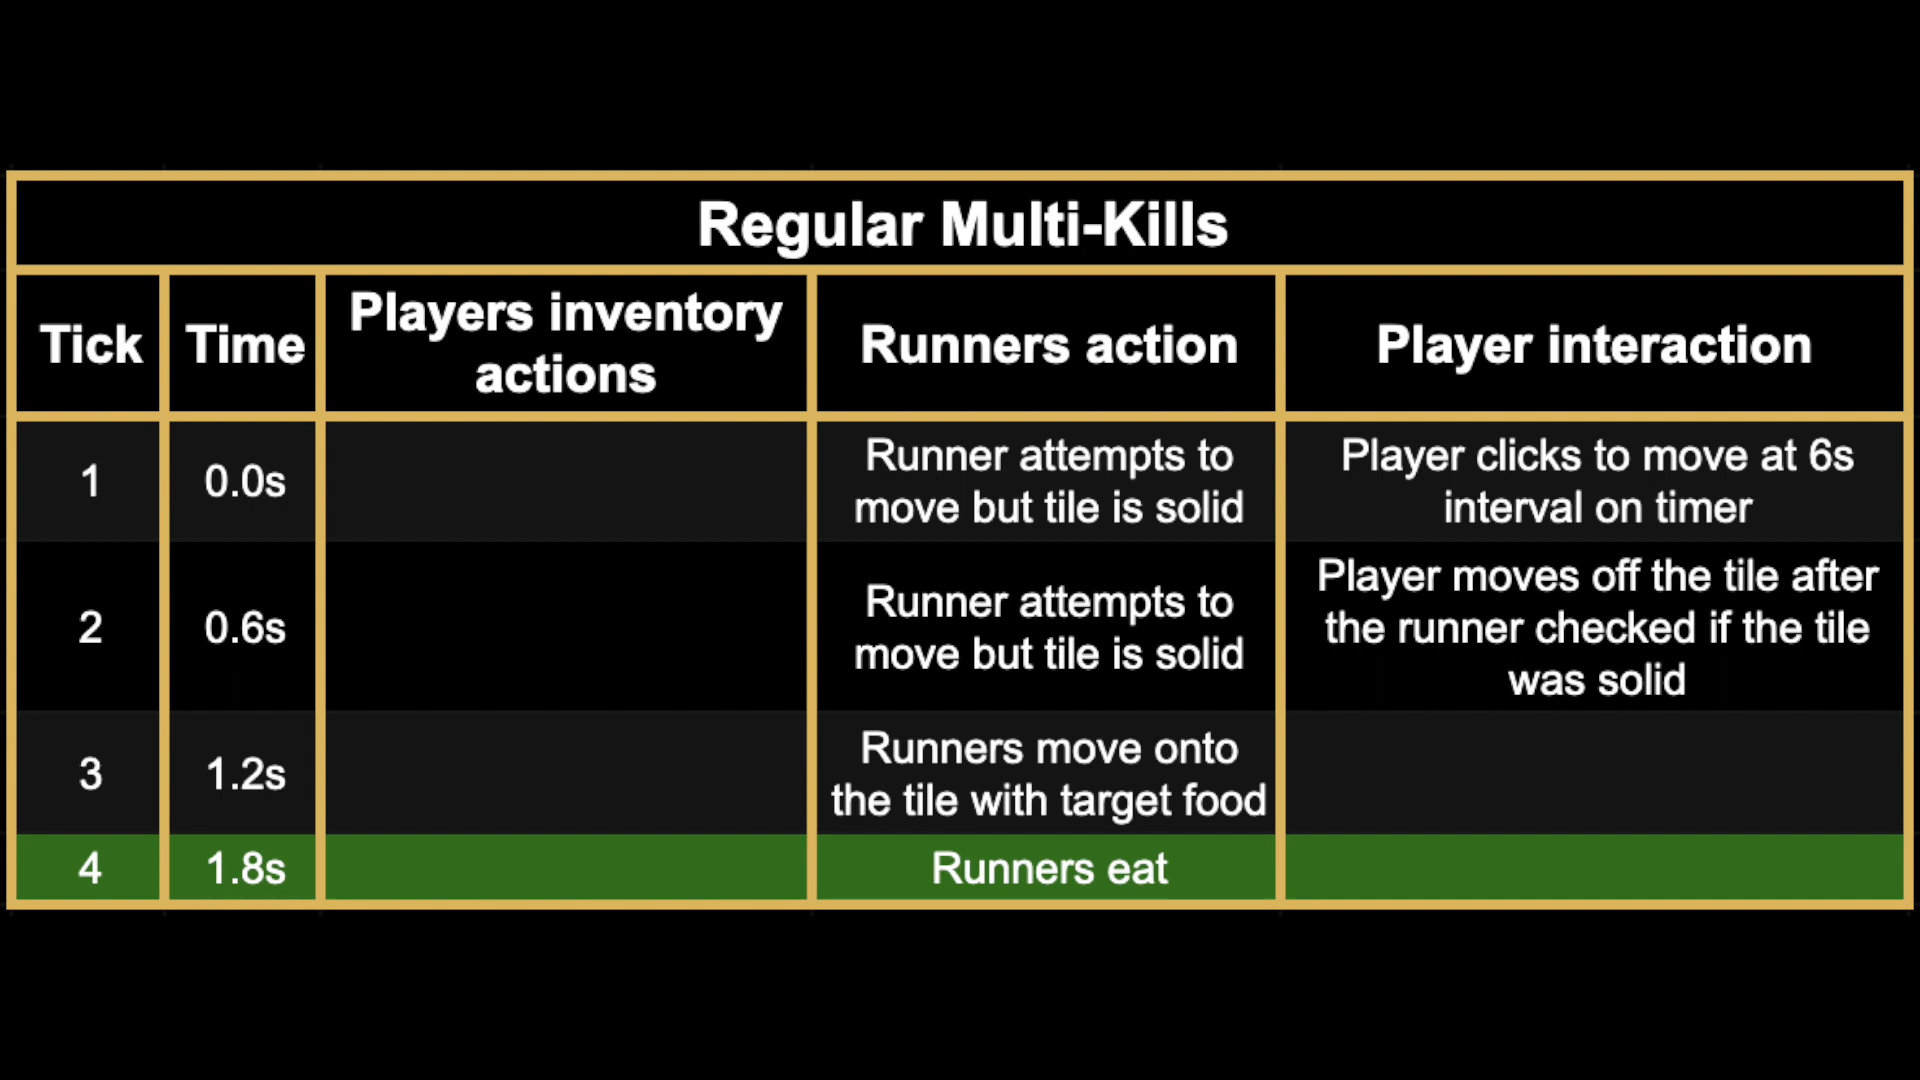 Regular Multi-Kills
Tick
Time
Players inventory
actions
Runners action
Player interaction
1
0.0s
Runner attempts to
move but tile is solid
Player clicks to move at 6s
interval on timer
2
0.6s
Runner attempts to
move but tile is solid
Player moves off the tile after
the runner checked if the tile
was solid
3
1.2s
Runners move onto
the tile with target food
4
1.8s
Runners eat